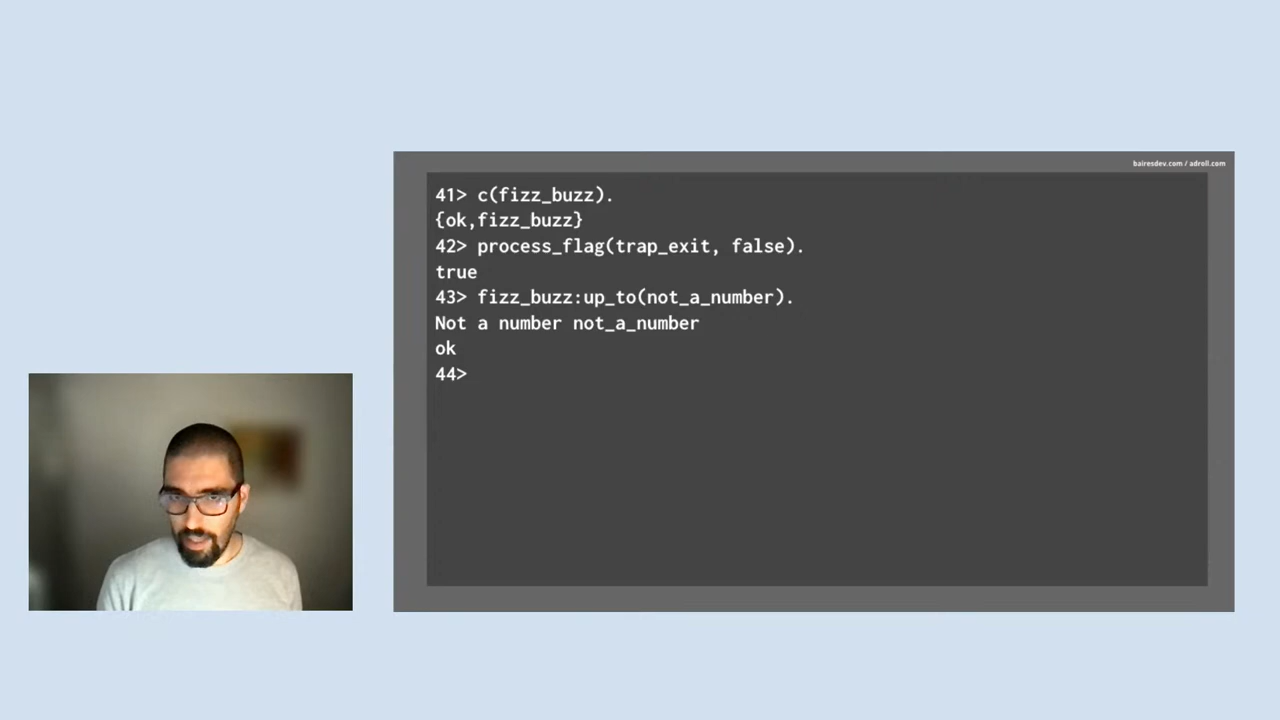 bairesdev.com / adroll.com
41> c(fizz_buzz).
{ok,fizz_buzz}
42> process_flag(trap_exit, false).
true
43> fizz_buzz:up_to(not_a_number).
Not a number not_a_number
ok
44>